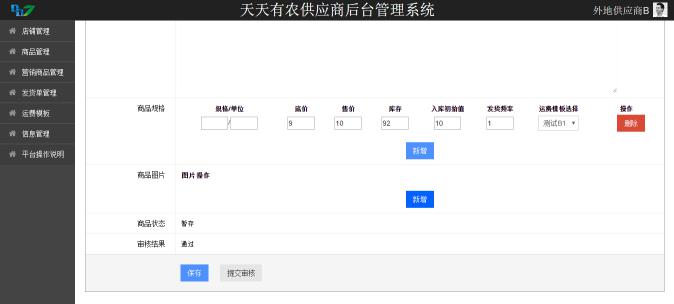 天天有农供应商后台管理系统
外地供应商B
店铺管理
商品管理
营销商品管理
发货单管理
运费模板
信息管理
平台操作说明
商品规格
规格/单位 底价 售价 库存 入库初始值 发货频率 运费模板选择 操作
/ 9 10 92 10 1 测试B1 删除
新增
商品图片 图片操作
新增
商品状态 暂存
审核结果 通过
保存 提交审核